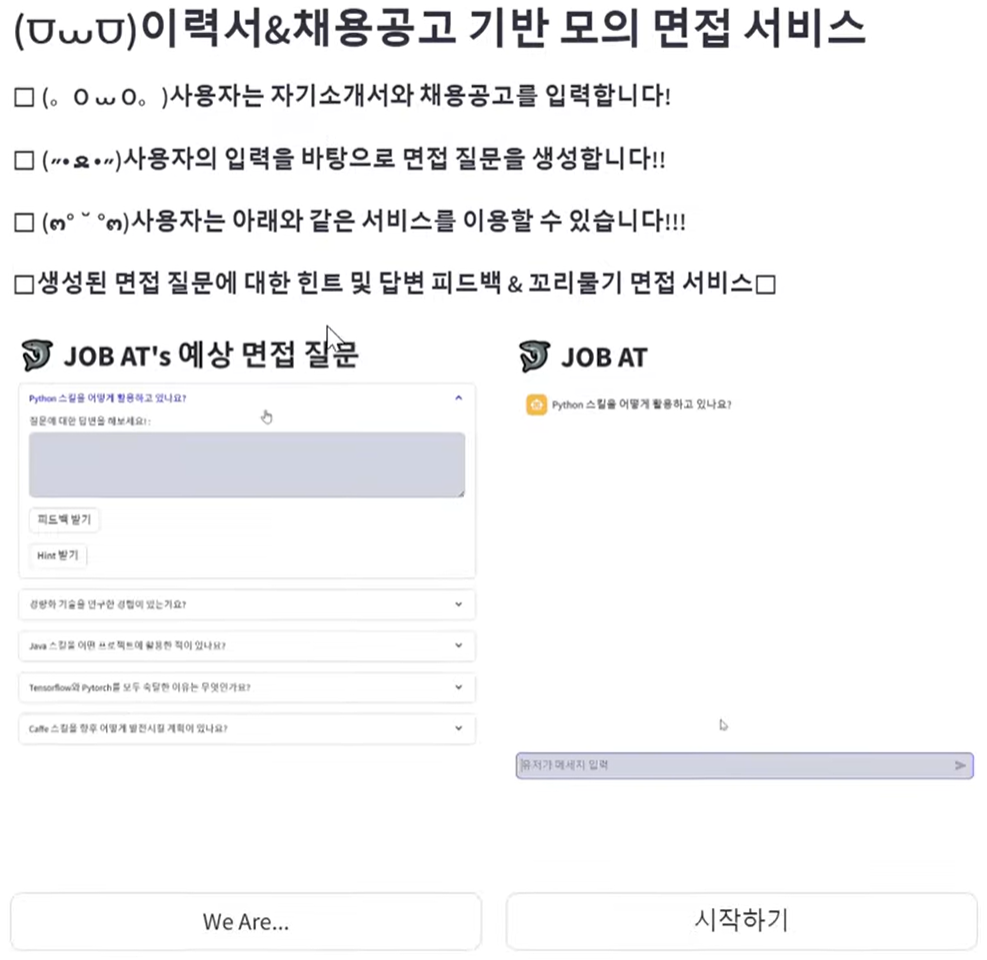 (ㅍωㅍ)이력서&채용공고 기반 모의 면접 서비스
□ (。O ω O。)사용자는 자기소개서와 채용공고를 입력합니다!
□ (˶•ﻌ•˶)사용자의 입력을 바탕으로 면접 질문을 생성합니다!!
□ (๓° ˘ °๓)사용자는 아래와 같은 서비스를 이용할 수 있습니다!!!
□생성된 면접 질문에 대한 힌트 및 답변 피드백 & 꼬리물기 면접 서비스□
JOB AT's 예상 면접 질문
Python 스킬을 어떻게 활용하고 있나요?
질문에 대한 답변을 해보세요! :
피드백 받기
Hint 받기
경량화 기술을 연구한 경험이 있는가요?
Java 스킬을 어떤 프로젝트에 활용한 적이 있나요?
Tensorflow와 Pytorch를 모두 숙달한 이유는 무엇인가요?
Caffe 스킬을 향후 어떻게 발전시킬 계획이 있나요?
JOB AT
Python 스킬을 어떻게 활용하고 있나요?
유저가 메세지 입력
We Are...
시작하기